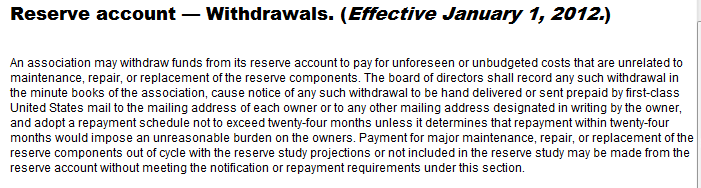 Reserve account — Withdrawals. (Effective January 1, 2012.)
An association may withdraw funds from its reserve account to pay for unforeseen or unbudgeted costs that are unrelated to
maintenance, repair, or replacement of the reserve components. The board of directors shall record any such withdrawal in
the minute books of the association, cause notice of any such withdrawal to be hand delivered or sent prepaid by first-class
United States mail to the mailing address of each owner or to any other mailing address designated in writing by the owner,
and adopt a repayment schedule not to exceed twenty-four months unless it determines that repayment within twenty-four
months would impose an unreasonable burden on the owners. Payment for major maintenance, repair, or replacement of the
reserve components out of cycle with the reserve study projections or not included in the reserve study may be made from the
reserve account without meeting the notification or repayment requirements under this section.